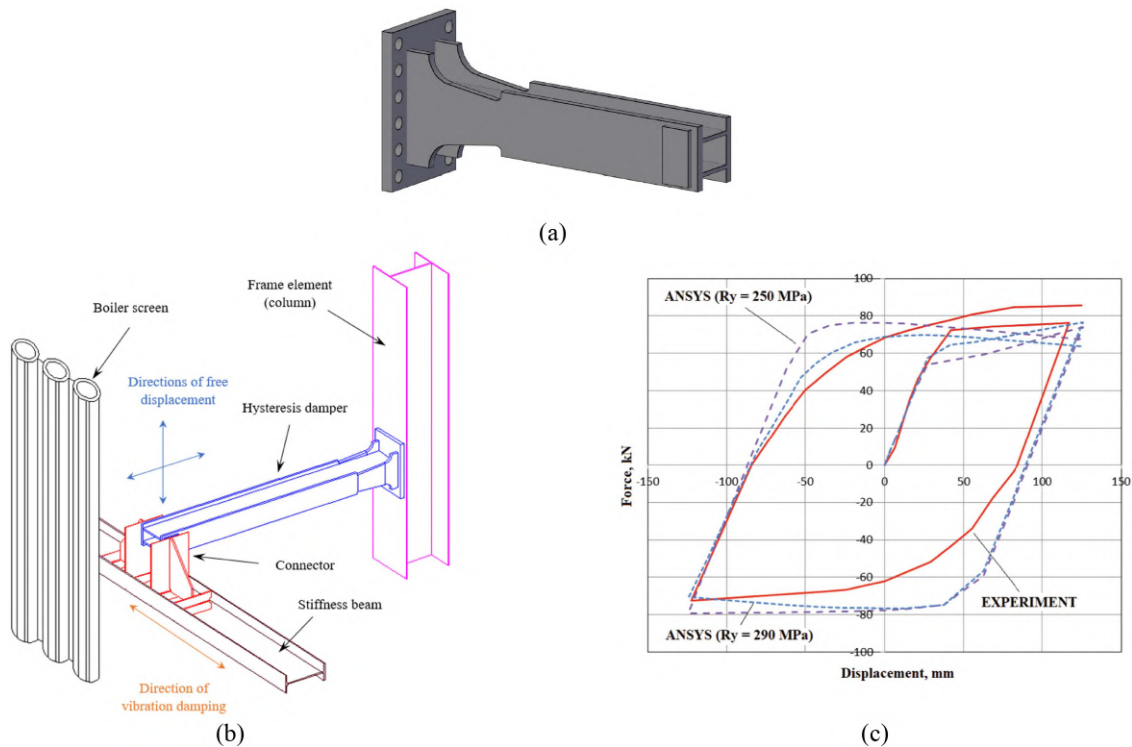 (a)
Frame element
(column)
Boiler screen
Directions of free
displacement
Hysteresis damper
Connector
Stiffness beam
Direction of
vibration damping
(b)
100
ANSYS (Ry = 250 MPa)
80
60
40
20
0
-150
-100
-50
0
50
100
150
-20
-40
-60
-80
-100
Force, kN
EXPERIMENT
ANSYS (Ry = 290 MPa)
Displacement, mm
(c)